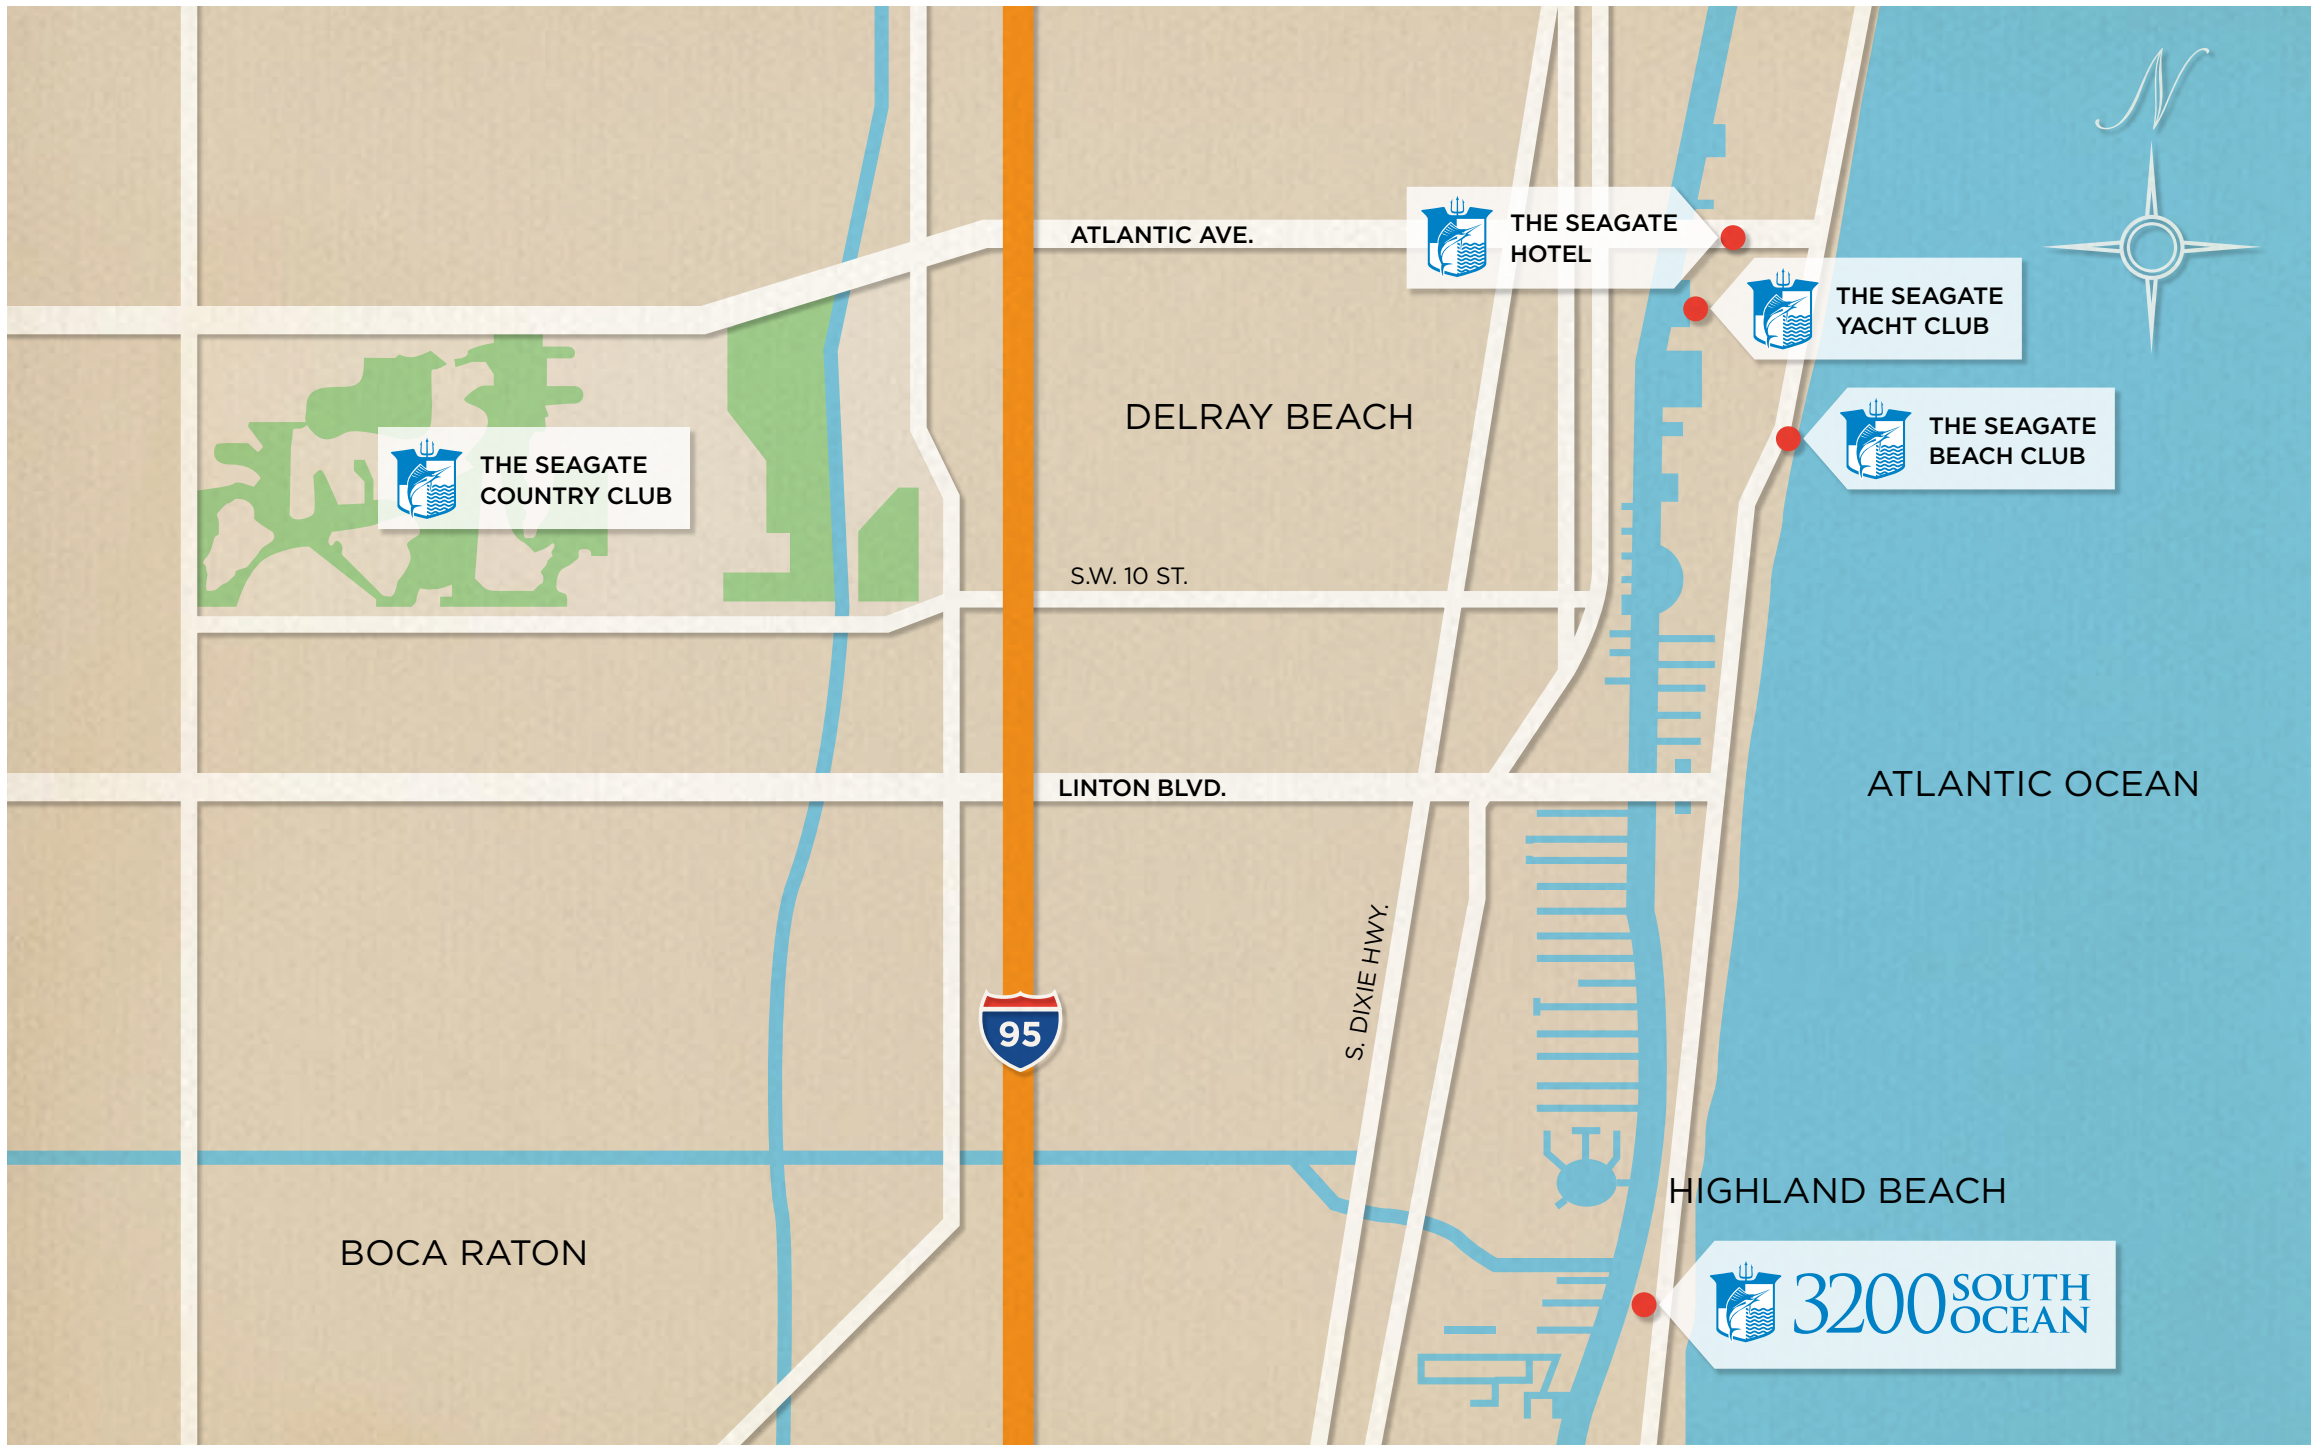 N
ATLANTIC AVE.
THE SEAGATE
HOTEL
THE SEAGATE
YACHT CLUB
DELRAY BEACH
THE SEAGATE
BEACH CLUB
THE SEAGATE
COUNTRY CLUB
S.W. 10 ST.
LINTON BLVD.
ATLANTIC OCEAN
S. DIXIE HWY.
95
HIGHLAND BEACH
BOCA RATON
3200 SOUTH
OCEAN